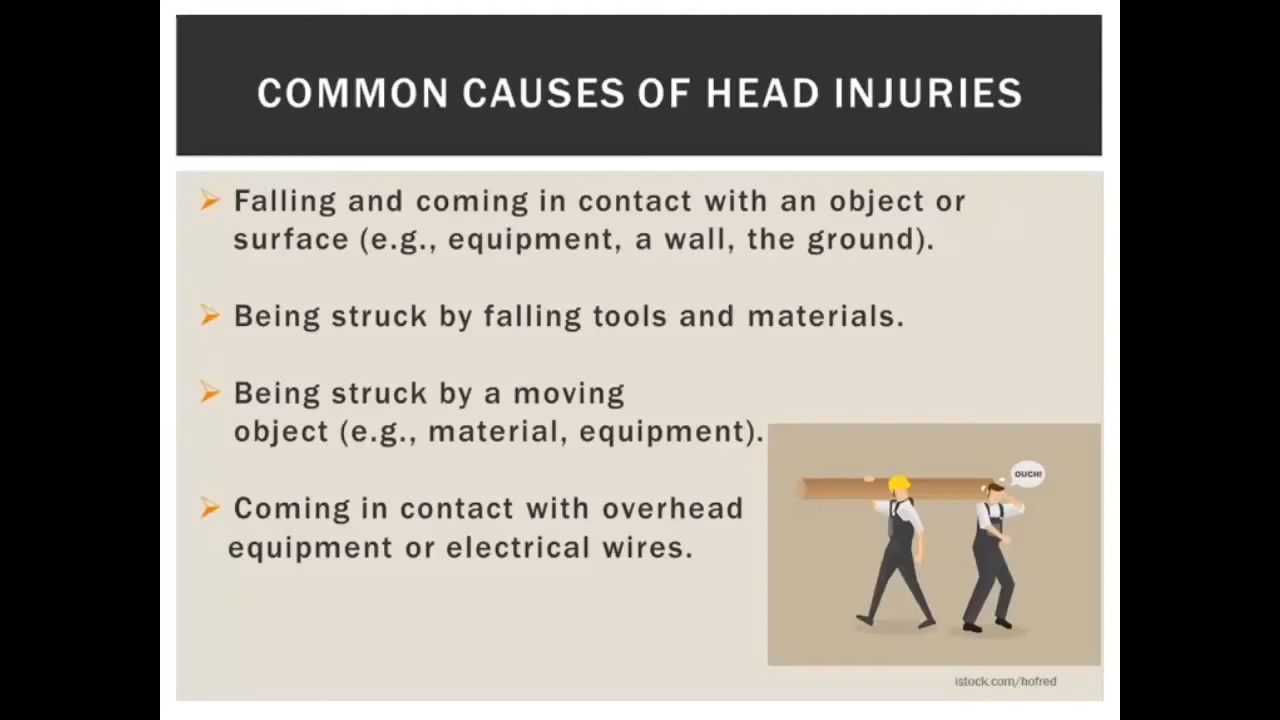 COMMON CAUSES OF HEAD INJURIES
Falling and coming in contact with an object or
surface (e.g., equipment, a wall, the ground).
Being struck by falling tools and materials.
Being struck by a moving
object (e.g., material, equipment).
Coming in contact with overhead
equipment or electrical wires.
OUCH!
istock.com/hofred